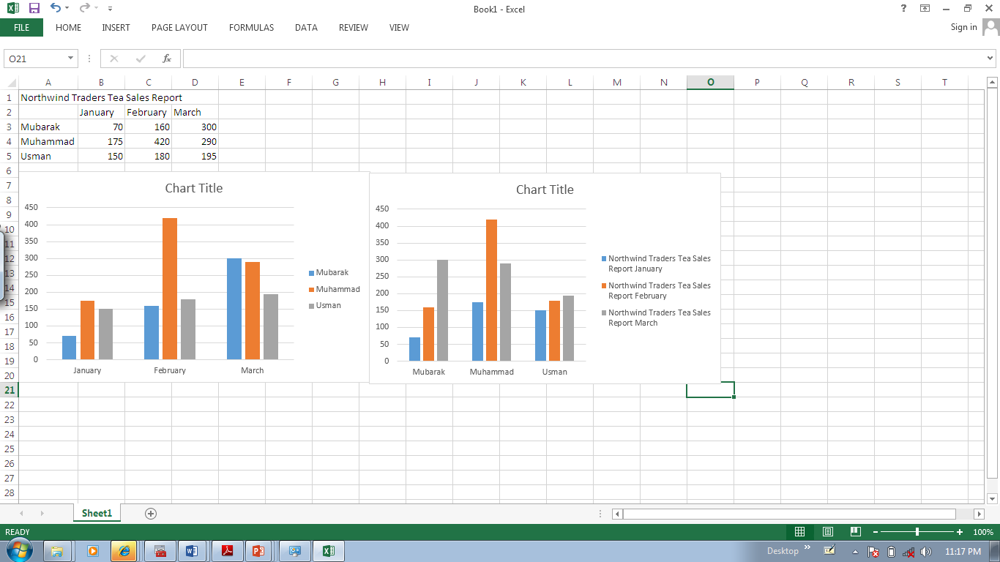 Book1 - Excel
?
FILE HOME INSERT PAGE LAYOUT FORMULAS DATA REVIEW VIEW Sign in
O21 fx
A B C D E F G H I J K L M N O P Q R S T
1 Northwind Traders Tea Sales Report
2 January February March
3 Mubarak 70 160 300
4 Muhammad 175 420 290
5 Usman 150 180 195
6
7
8
9
10
11
12
13
14
15
16
17
18
19
20
21
22
23
24
25
26
27
28
Chart Title
450
400
350
300
250
200
150
100
50
0
January February March
Mubarak
Muhammad
Usman
Chart Title
450
400
350
300
250
200
150
100
50
0
Mubarak Muhammad Usman
Northwind Traders Tea Sales
Report January
Northwind Traders Tea Sales
Report February
Northwind Traders Tea Sales
Report March
Sheet1
READY 100%
Desktop 11:17 PM